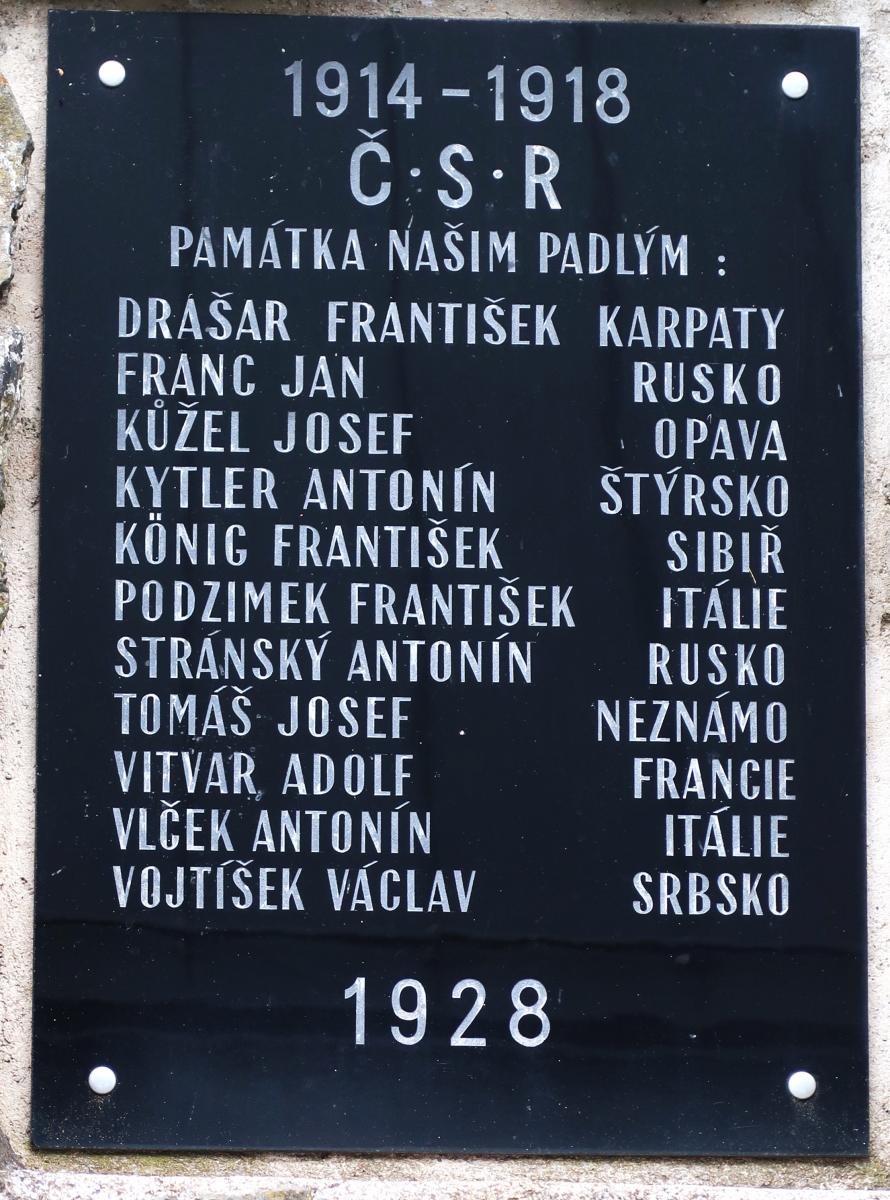 1914 - 1918
Č·S·R
PAMÁTKA NAŠIM PADLÝM :
DRAŠAR FRANTIŠEK KARPATY
FRANC JAN RUSKO
KŮŽEL JOSEF OPAVA
KYTLER ANTONÍN ŠTÝRSKO
KÖNIG FRANTIŠEK SIBIŘ
PODZIMEK FRANTIŠEK ITÁLIE
STRÁNSKÝ ANTONÍN RUSKO
TOMÁŠ JOSEF NEZNÁMO
VITVAR ADOLF FRANCIE
VLČEK ANTONÍN ITÁLIE
VOJTÍŠEK VÁCLAV SRBSKO
1928